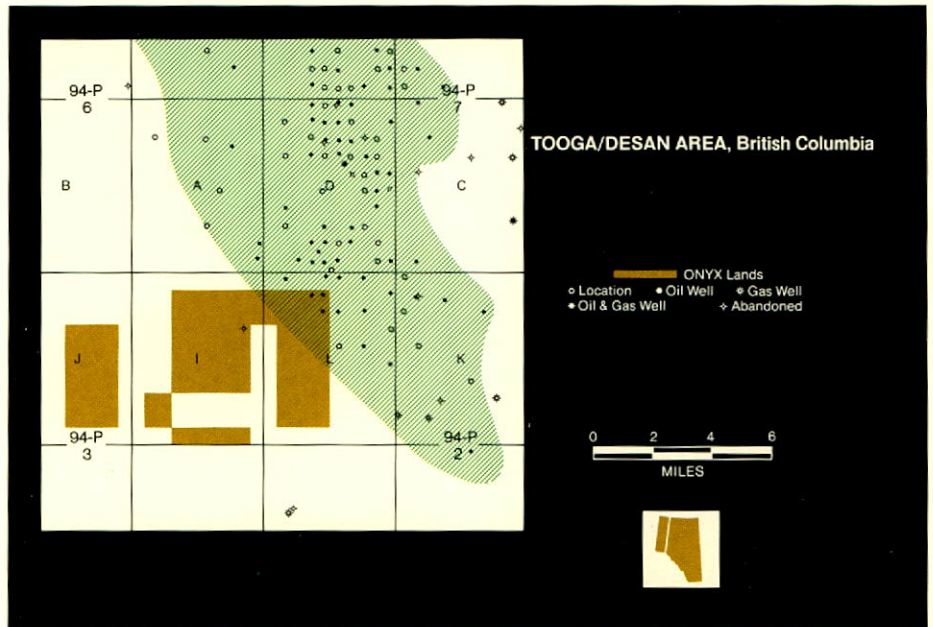 94-P
6
94-P
7
TOOGA/DESAN AREA, British Columbia
B
A
D
C
ONYX Lands
Location
Oil Well
Gas Well
Oil & Gas Well
Abandoned
J
I
L
K
94-P
3
94-P
2
0 2 4 6
MILES